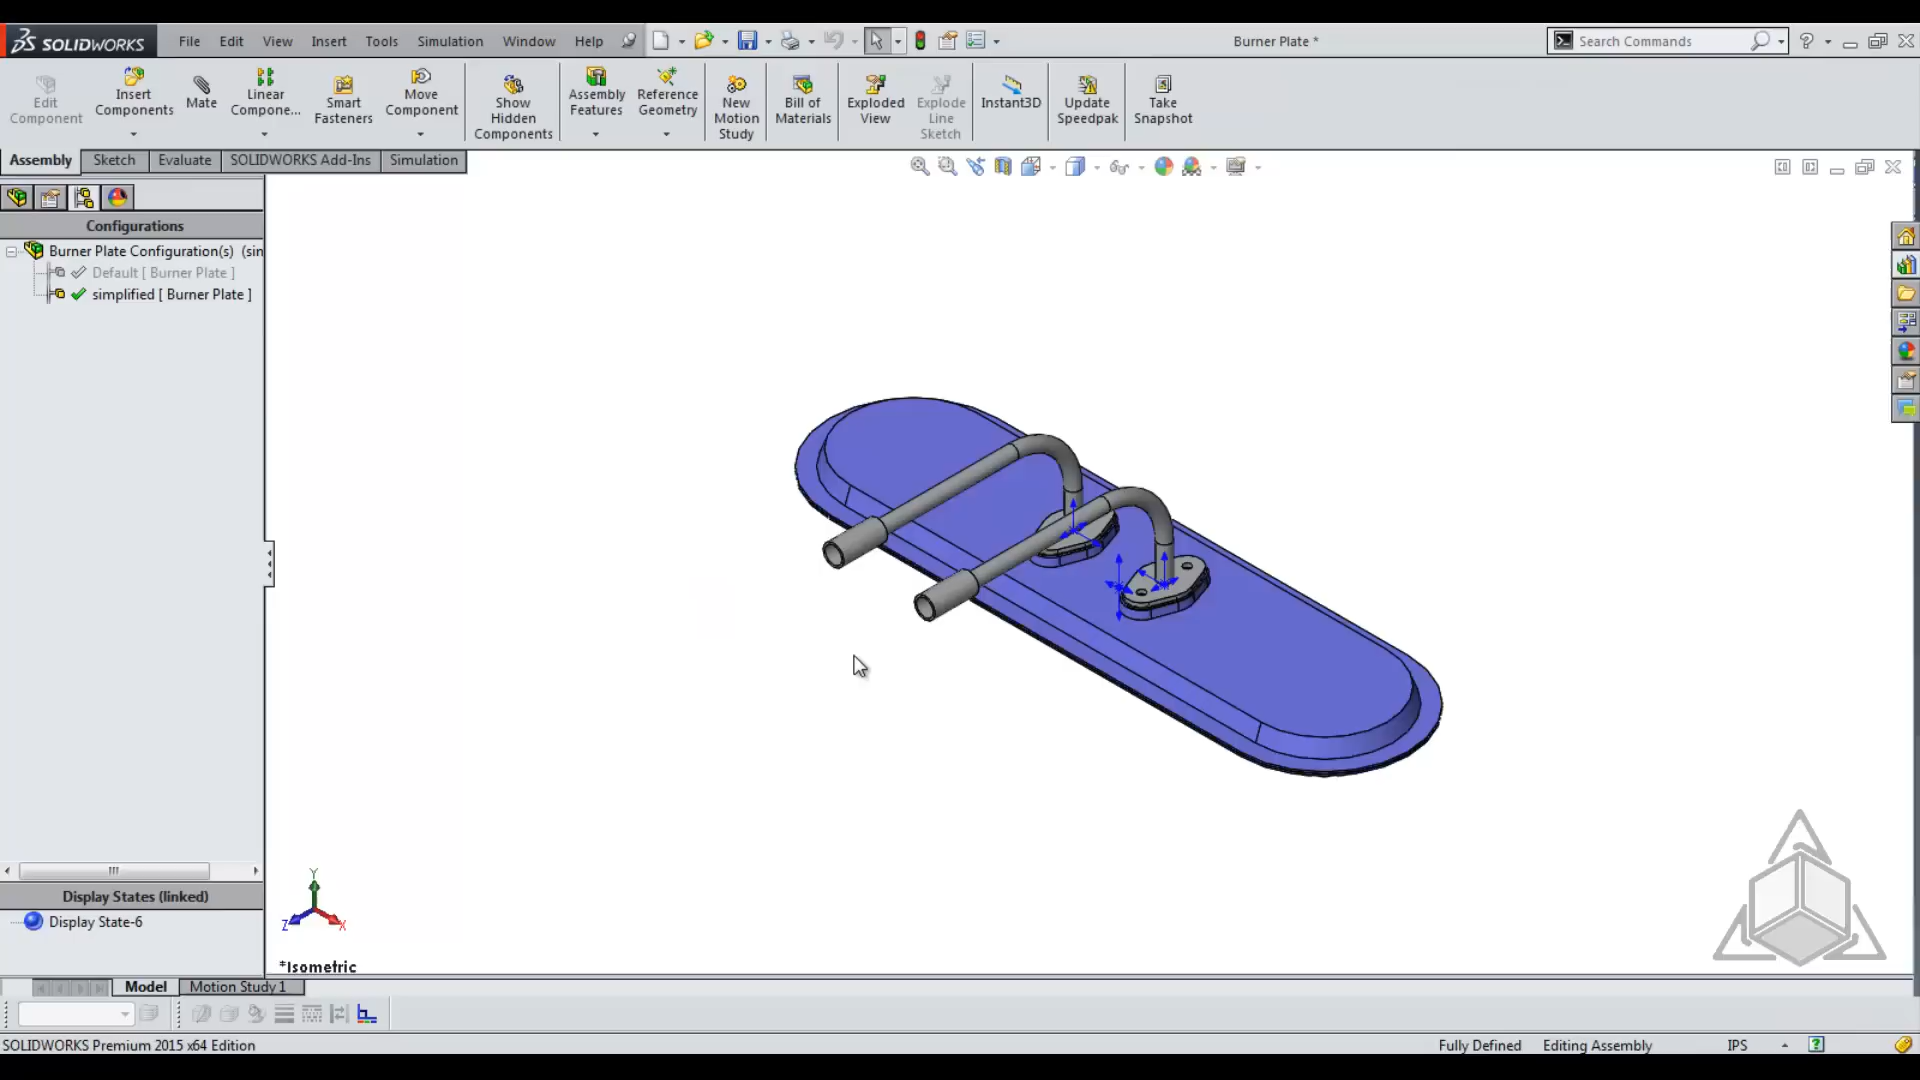 SOLIDWORKS File Edit View Insert Tools Simulation Window Help Burner Plate * Search Commands ?
Edit Component
Insert Components
Mate
Linear Compone...
Smart Fasteners
Move Component
Show Hidden Components
Assembly Features
Reference Geometry
New Motion Study
Bill of Materials
Exploded View
Explode Line Sketch
Instant3D
Update Speedpak
Take Snapshot
Assembly Sketch Evaluate SOLIDWORKS Add-Ins Simulation
Configurations
Burner Plate Configuration(s) (sin
Default [ Burner Plate ]
simplified [ Burner Plate ]
Display States (linked)
Display State-6
Y
Z X
*Isometric
Model Motion Study 1
SOLIDWORKS Premium 2015 x64 Edition Fully Defined Editing Assembly IPS ?